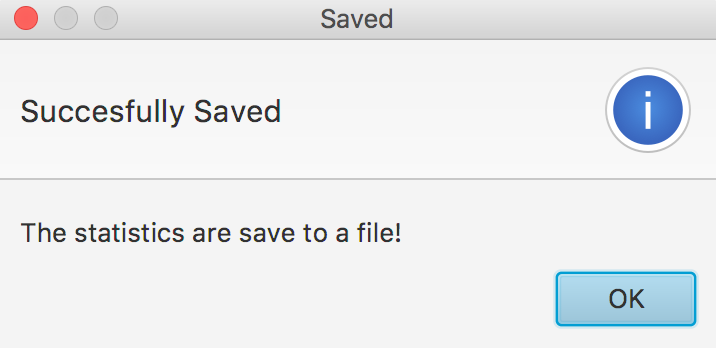 Saved
Succesfully Saved
i
The statistics are save to a file!
OK